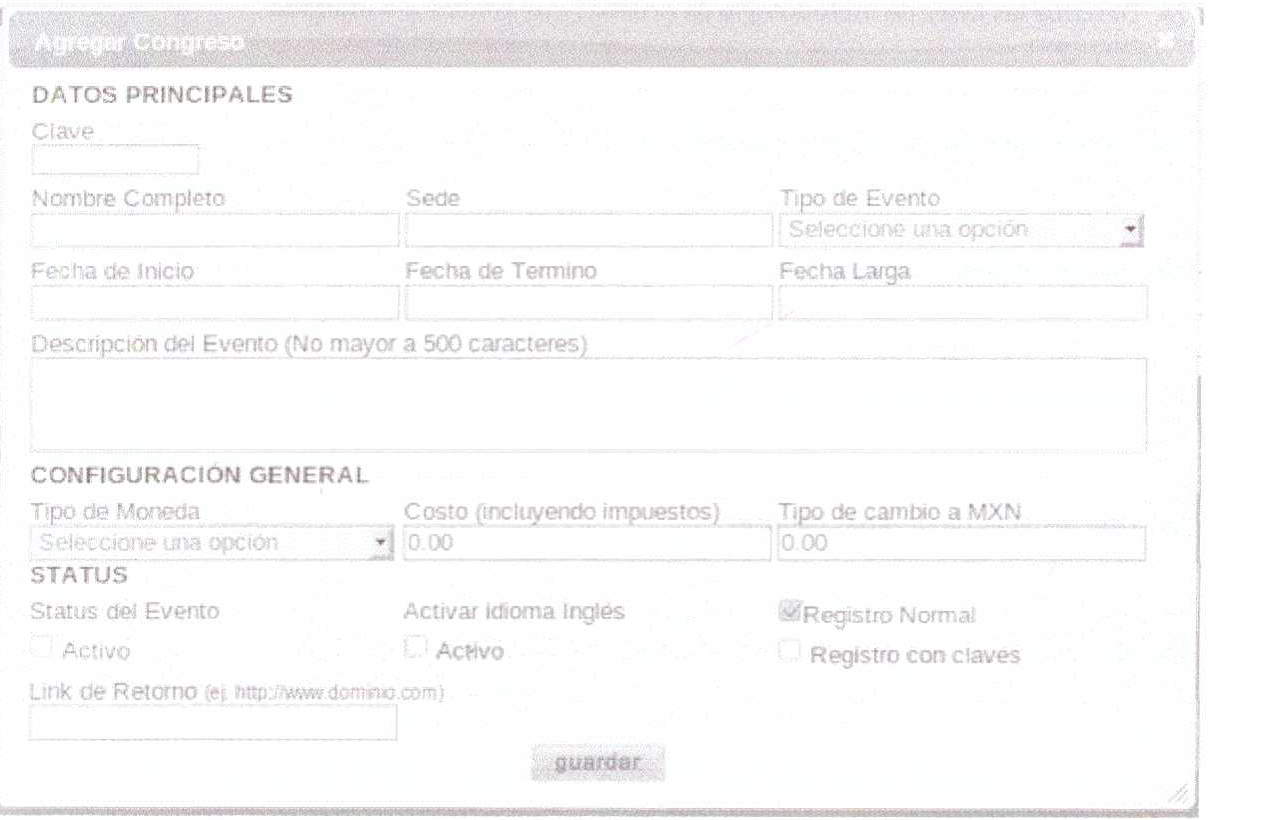 Agregar Congreso
DATOS PRINCIPALES
Clave
Nombre Completo Sede Tipo de Evento
Seleccione una opción
Fecha de Inicio Fecha de Termino Fecha Larga
Descripción del Evento (No mayor a 500 caracteres)
CONFIGURACIÓN GENERAL
Tipo de Moneda Costo (incluyendo impuestos) Tipo de cambio a MXN
Seleccione una opción 0.00 0.00
STATUS
Status del Evento Activar idioma Inglés Registro Normal
Activo Activo Registro con claves
Link de Retorno (ej. http://www.dominio.com)
guardar